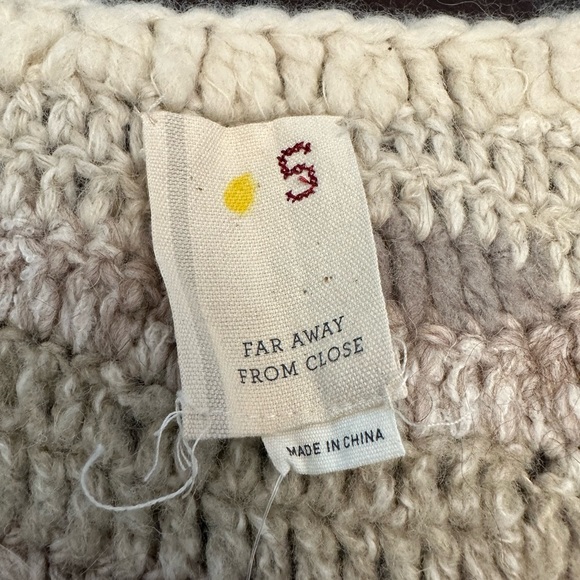 S
FAR AWAY
FROM CLOSE
MADE IN CHINA